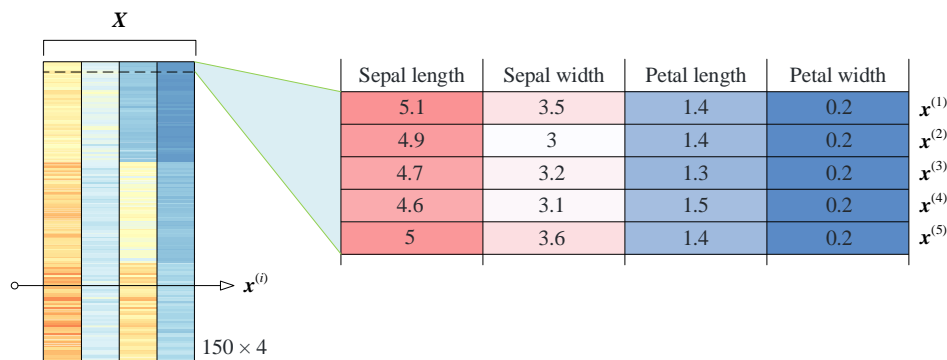 X
Sepal length Sepal width Petal length Petal width
5.1 3.5 1.4 0.2 x^(1)
4.9 3 1.4 0.2 x^(2)
4.7 3.2 1.3 0.2 x^(3)
4.6 3.1 1.5 0.2 x^(4)
5 3.6 1.4 0.2 x^(5)
x^(i)
150 × 4